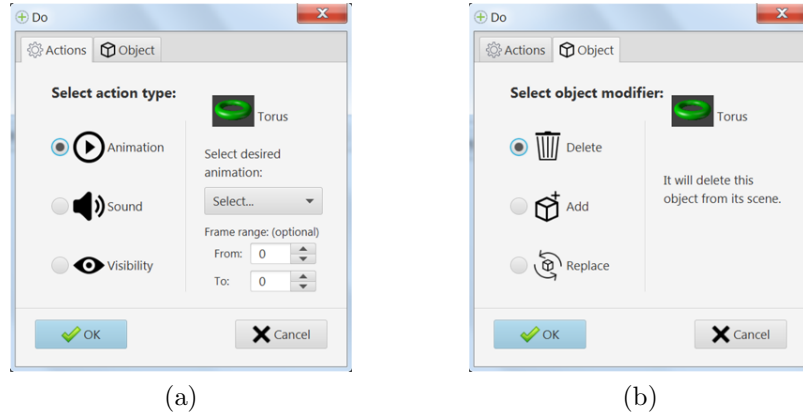 Do
Actions Object
Select action type:
Torus
Animation
Select desired
animation:
Select...
Sound
Frame range: (optional)
From: 0
Visibility
To: 0
OK Cancel
(a)
Do
Actions Object
Select object modifier:
Torus
Delete
It will delete this
object from its scene.
Add
Replace
OK Cancel
(b)